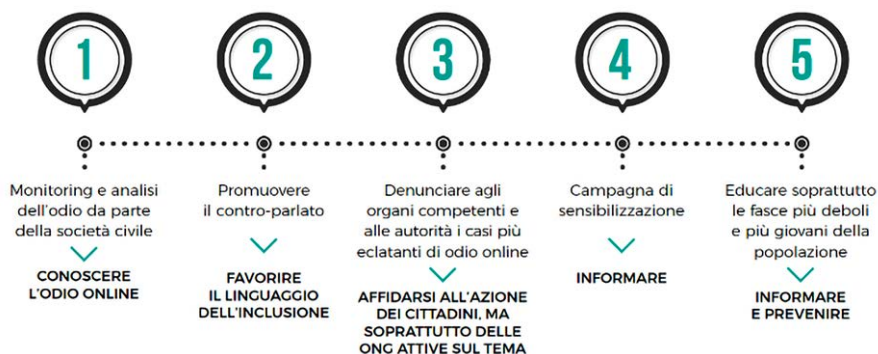 1
Monitoring e analisi
dell'odio da parte
della società civile
CONOSCERE
L'ODIO ONLINE
2
Promuovere
il contro-parlato
FAVORIRE
IL LINGUAGGIO
DELL'INCLUSIONE
3
Denunciare agli
organi competenti e
alle autorità i casi più
eclatanti di odio online
AFFIDARSI ALL'AZIONE
DEI CITTADINI, MA
SOPRATTUTTO DELLE
ONG ATTIVE SUL TEMA
4
Campagna di
sensibilizzazione
INFORMARE
5
Educare soprattutto
le fasce più deboli
e più giovani della
popolazione
INFORMARE
E PREVENIRE